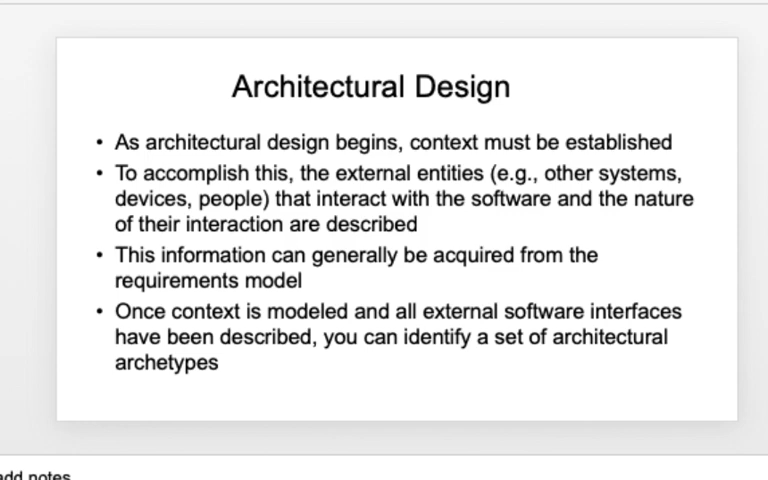 Architectural Design
• As architectural design begins, context must be established
• To accomplish this, the external entities (e.g., other systems,
devices, people) that interact with the software and the nature
of their interaction are described
• This information can generally be acquired from the
requirements model
• Once context is modeled and all external software interfaces
have been described, you can identify a set of architectural
archetypes
add notes